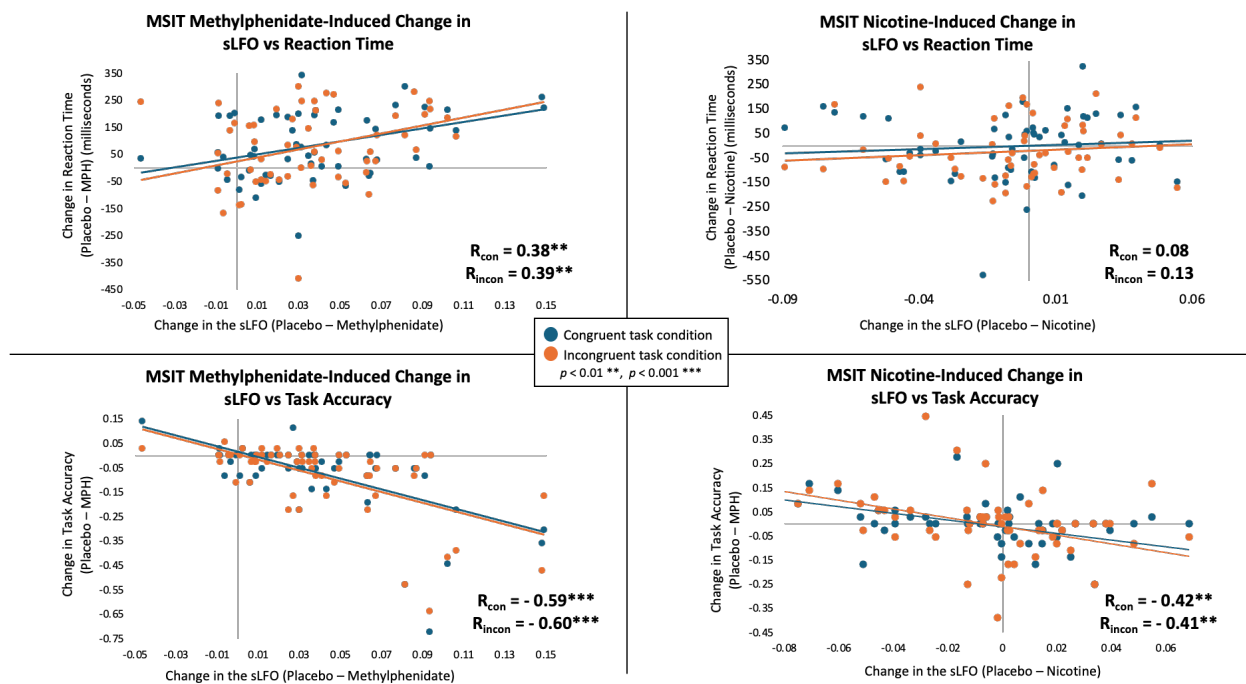 MSIT Methylphenidate-Induced Change in
sLFO vs Reaction Time
Change in Reaction Time
(Placebo – MPH) (milliseconds)
350
250
150
50
-50
-150
-250
-350
-450
R_con = 0.38**
R_incon = 0.39**
-0.05 -0.03 -0.01 0.01 0.03 0.05 0.07 0.09 0.11 0.13 0.15
Change in the sLFO (Placebo – Methylphenidate)
MSIT Nicotine-Induced Change in
sLFO vs Reaction Time
Change in Reaction Time
(Placebo – Nicotine) (milliseconds)
350
250
150
50
-50
-150
-250
-350
-450
-550
R_con = 0.08
R_incon = 0.13
-0.09 -0.04 0.01 0.06
Change in the sLFO (Placebo – Nicotine)
Congruent task condition
Incongruent task condition
p < 0.01 **, p < 0.001 ***
MSIT Methylphenidate-Induced Change in
sLFO vs Task Accuracy
Change in Task Accuracy
(Placebo – MPH)
0.15
0.05
-0.05
-0.15
-0.25
-0.35
-0.45
-0.55
-0.65
-0.75
R_con = - 0.59***
R_incon = - 0.60***
-0.05 -0.03 -0.01 0.01 0.03 0.05 0.07 0.09 0.11 0.13 0.15
Change in the sLFO (Placebo – Methylphenidate)
MSIT Nicotine-Induced Change in
sLFO vs Task Accuracy
Change in Task Accuracy
(Placebo – MPH)
0.45
0.35
0.25
0.15
0.05
-0.05
-0.15
-0.25
-0.35
-0.45
R_con = - 0.42**
R_incon = - 0.41**
-0.08 -0.06 -0.04 -0.02 0 0.02 0.04 0.06
Change in the sLFO (Placebo – Nicotine)